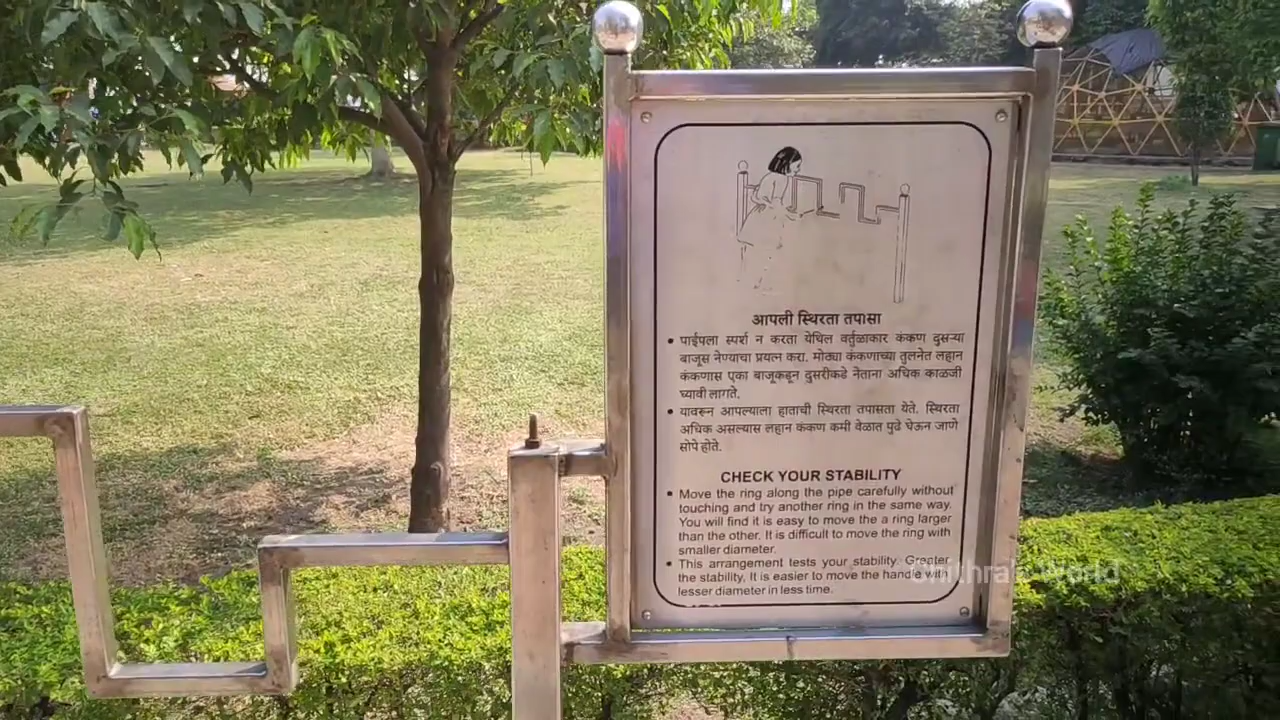 आपली स्थिरता तपासा
• पाईपला स्पर्श न करता येथिल वर्तुळाकार कंकण दुसऱ्या
बाजूस नेण्याचा प्रयत्न करा. मोठ्या कंकणाच्या तुलनेत लहान
कंकणास एका बाजूकडून दुसरीकडे नेताना अधिक काळजी
घ्यावी लागते.
• यावरून आपल्याला हाताची स्थिरता तपासता येते. स्थिरता
अधिक असल्यास लहान कंकण कमी वेळात पुढे घेऊन जाणे
सोपे होते.
CHECK YOUR STABILITY
• Move the ring along the pipe carefully without
touching and try another ring in the same way.
You will find it is easy to move the a ring larger
than the other. It is difficult to move the ring with
smaller diameter.
• This arrangement tests your stability. Greater
the stability, It is easier to move the handle with
lesser diameter in less time.
Chithra's World